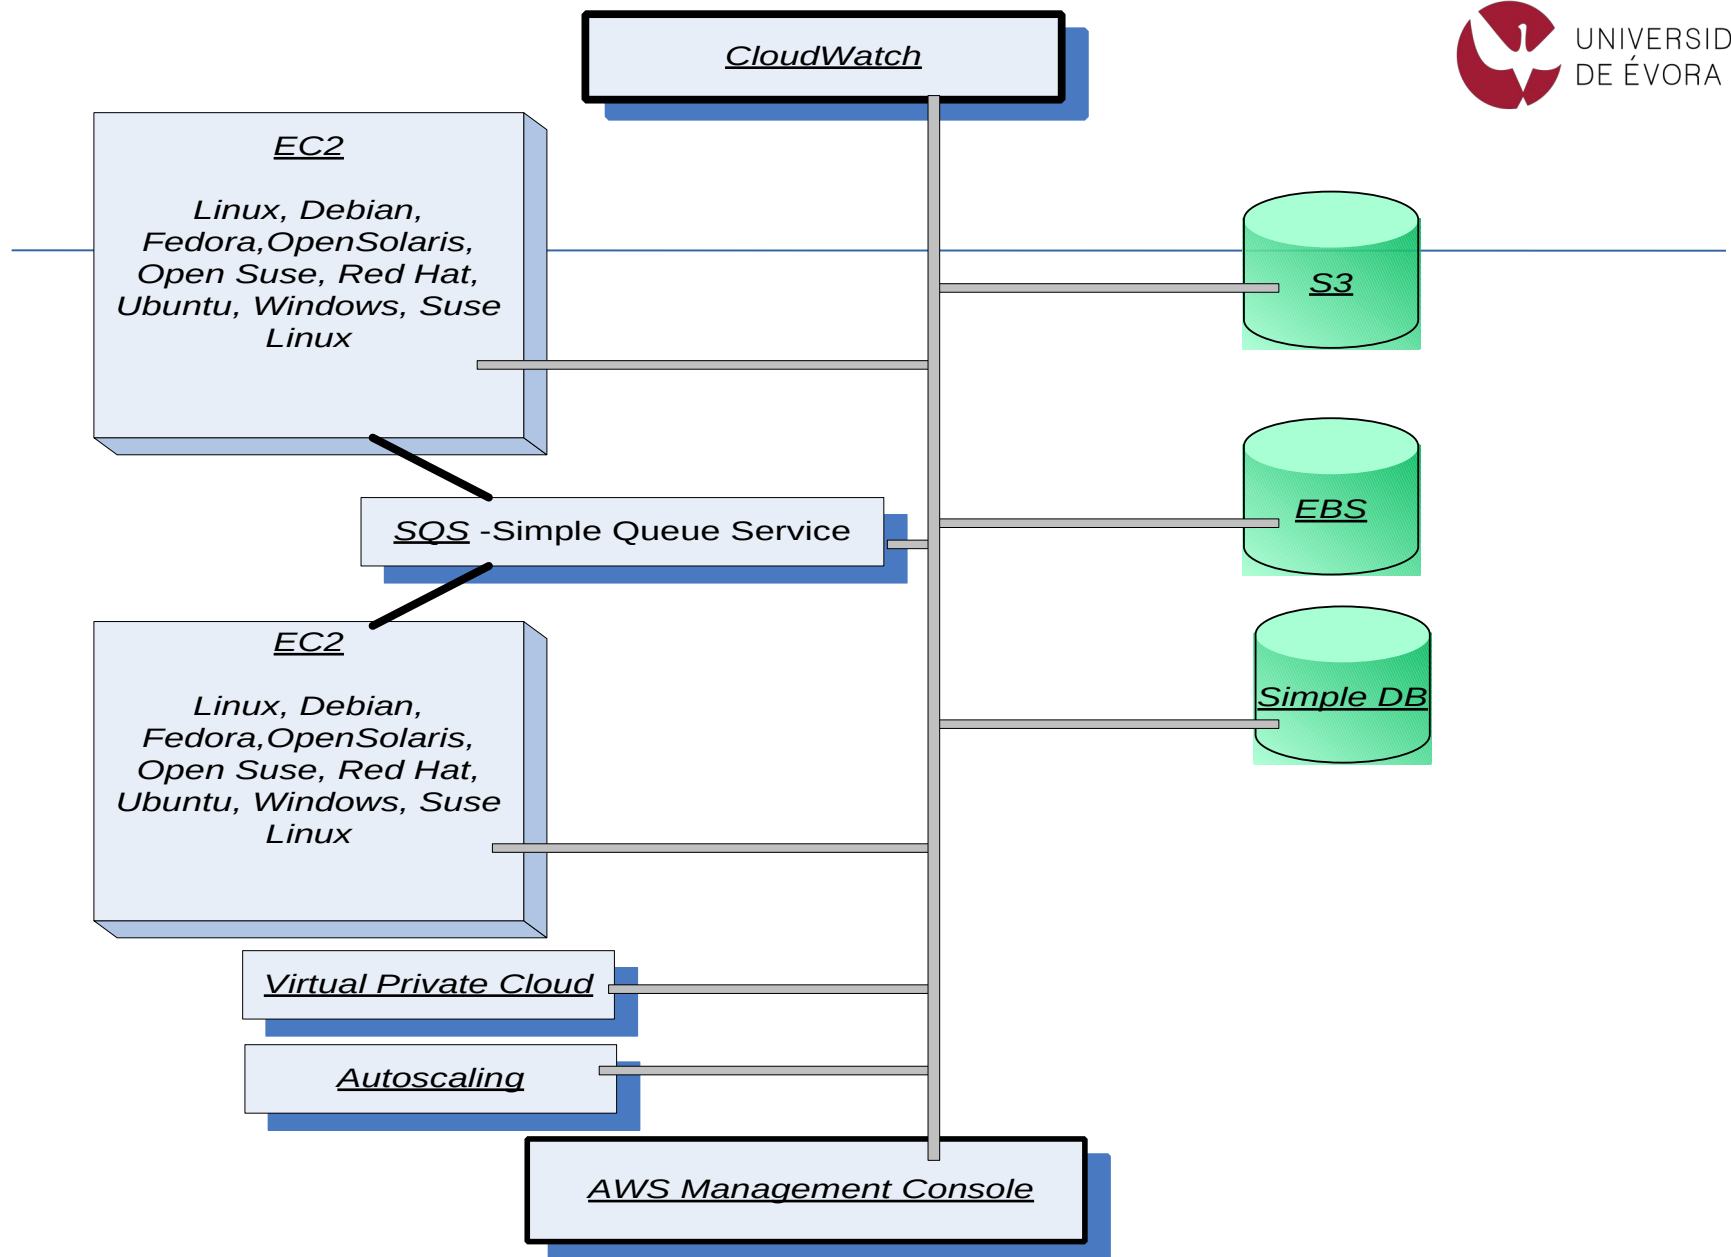 CloudWatch
UNIVERSID
DE ÉVORA
EC2
Linux, Debian,
Fedora,OpenSolaris,
Open Suse, Red Hat,
Ubuntu, Windows, Suse
Linux
S3
SQS -Simple Queue Service
EBS
EC2
Linux, Debian,
Fedora,OpenSolaris,
Open Suse, Red Hat,
Ubuntu, Windows, Suse
Linux
Simple DB
Virtual Private Cloud
Autoscaling
AWS Management Console